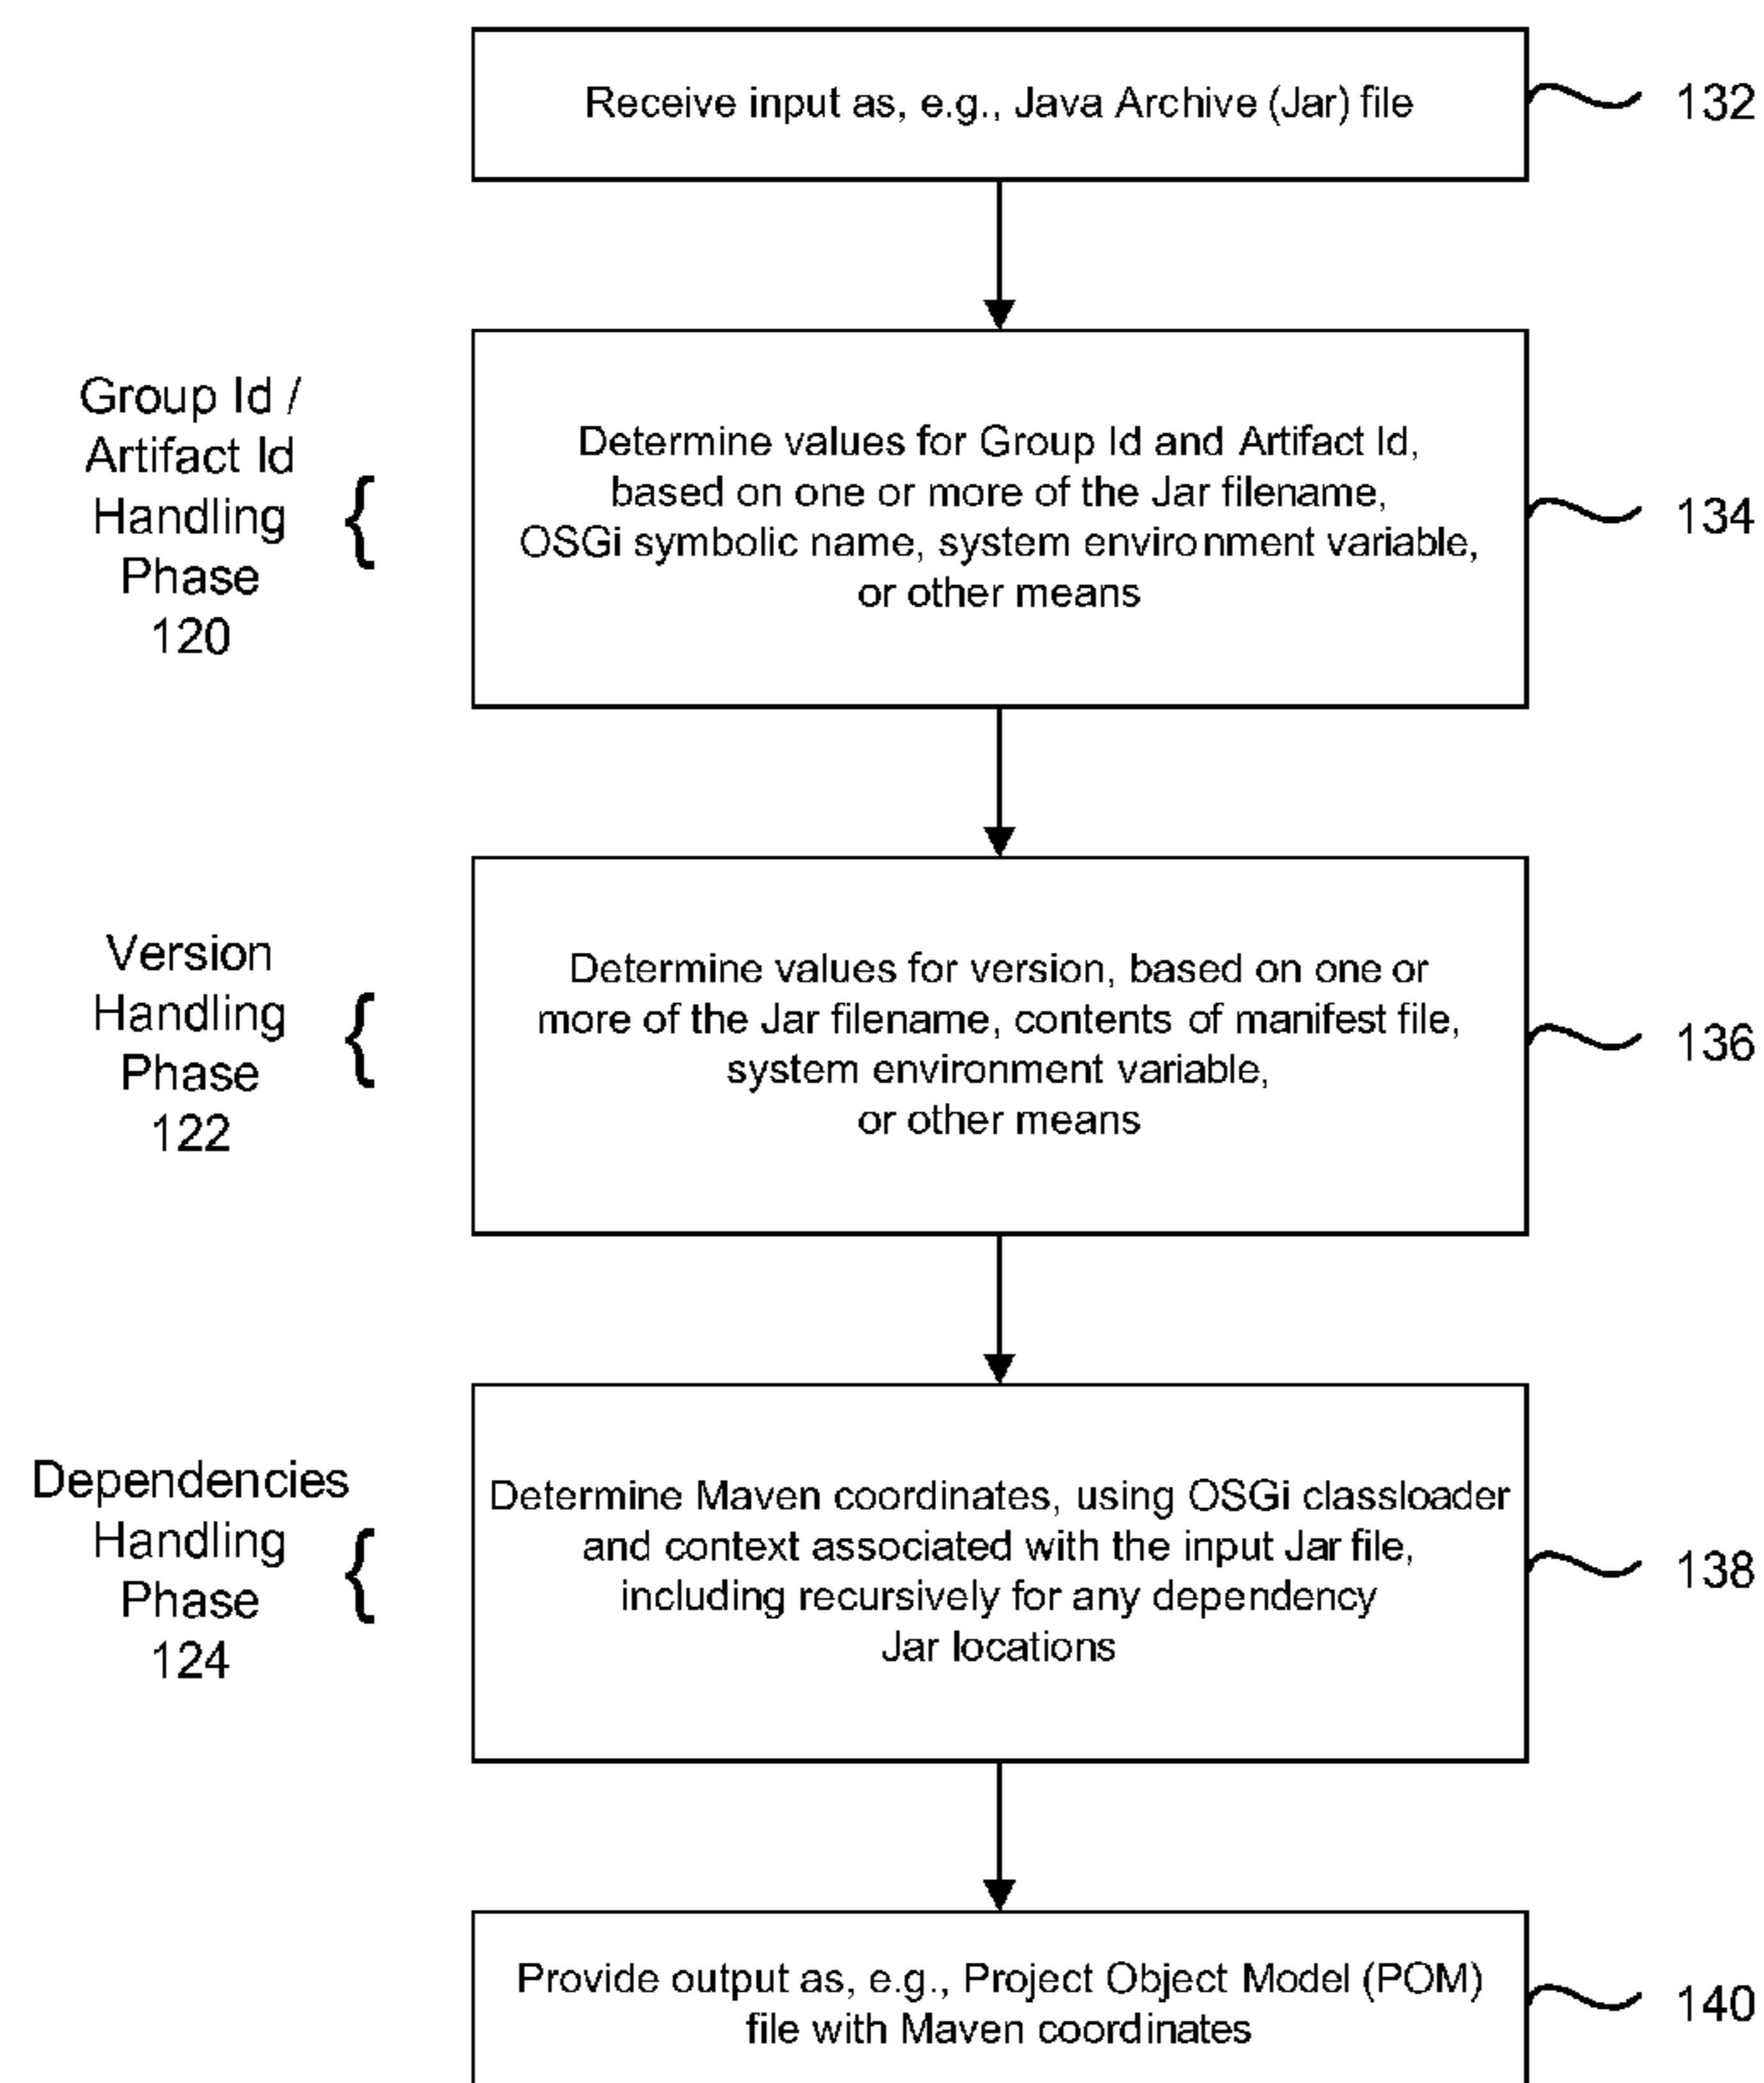 Receive input as, e.g., Java Archive (Jar) file
132
Group Id /
Artifact Id
Handling
Phase
120
{
Determine values for Group Id and Artifact Id,
based on one or more of the Jar filename,
OSGi symbolic name, system environment variable,
or other means
134
Version
Handling
Phase
122
{
Determine values for version, based on one or
more of the Jar filename, contents of manifest file,
system environment variable,
or other means
136
Dependencies
Handling
Phase
124
{
Determine Maven coordinates, using OSGi classloader
and context associated with the input Jar file,
including recursively for any dependency
Jar locations
138
Provide output as, e.g., Project Object Model (POM)
file with Maven coordinates
140